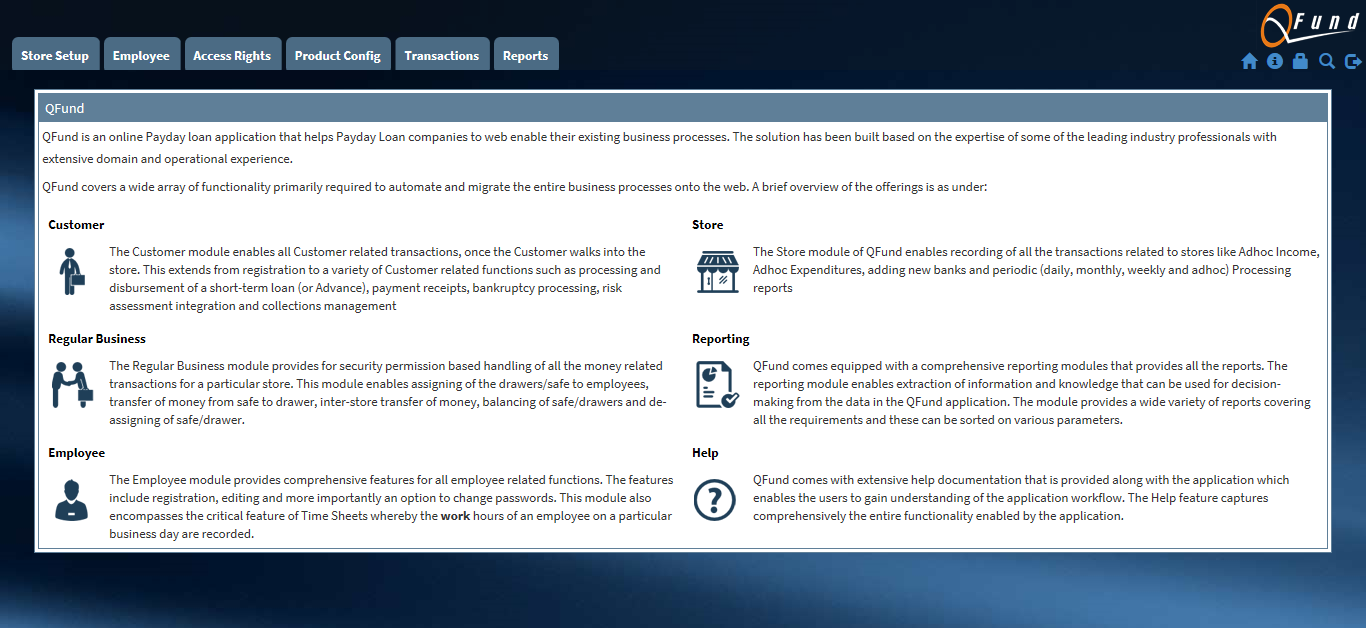 QFund
Store Setup Employee Access Rights Product Config Transactions Reports
QFund
QFund is an online Payday loan application that helps Payday Loan companies to web enable their existing business processes. The solution has been built based on the expertise of some of the leading industry professionals with
extensive domain and operational experience.
QFund covers a wide array of functionality primarily required to automate and migrate the entire business processes onto the web. A brief overview of the offerings is as under:
Customer
The Customer module enables all Customer related transactions, once the Customer walks into the
store. This extends from registration to a variety of Customer related functions such as processing and
disbursement of a short-term loan (or Advance), payment receipts, bankruptcy processing, risk
assessment integration and collections management
Store
The Store module of QFund enables recording of all the transactions related to stores like Adhoc Income,
Adhoc Expenditures, adding new banks and periodic (daily, monthly, weekly and adhoc) Processing
reports
Regular Business
The Regular Business module provides for security permission based handling of all the money related
transactions for a particular store. This module enables assigning of the drawers/safe to employees,
transfer of money from safe to drawer, inter-store transfer of money, balancing of safe/drawers and de-
assigning of safe/drawer.
Reporting
QFund comes equipped with a comprehensive reporting modules that provides all the reports. The
reporting module enables extraction of information and knowledge that can be used for decision-
making from the data in the QFund application. The module provides a wide variety of reports covering
all the requirements and these can be sorted on various parameters.
Employee
The Employee module provides comprehensive features for all employee related functions. The features
include registration, editing and more importantly an option to change passwords. This module also
encompasses the critical feature of Time Sheets whereby the work hours of an employee on a particular
business day are recorded.
Help
QFund comes with extensive help documentation that is provided along with the application which
enables the users to gain understanding of the application workflow. The Help feature captures
comprehensively the entire functionality enabled by the application.